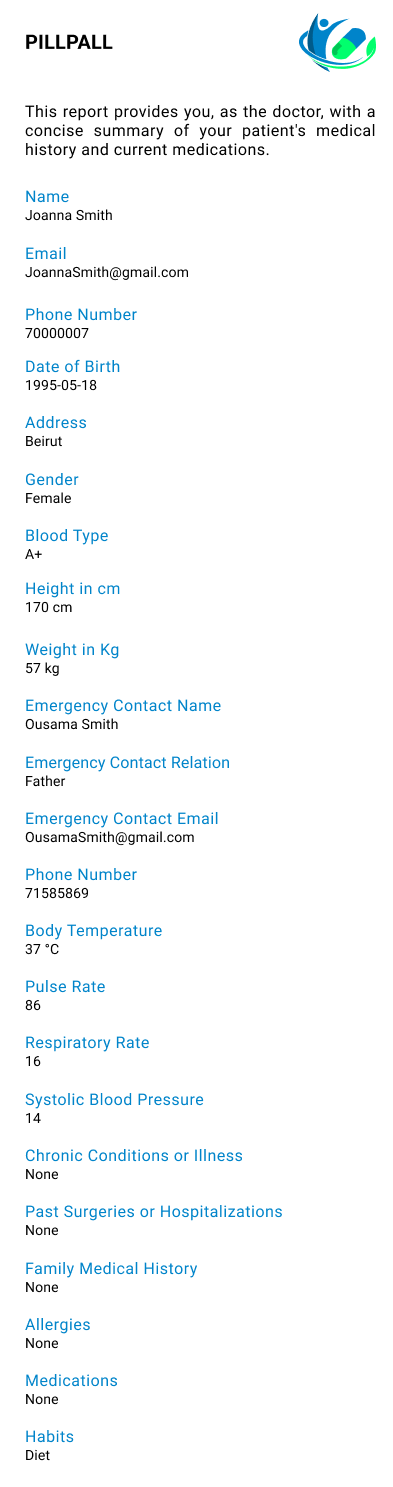 PILLPALL
This report provides you, as the doctor, with a
concise summary of your patient's medical
history and current medications.
Name
Joanna Smith
Email
JoannaSmith@gmail.com
Phone Number
70000007
Date of Birth
1995-05-18
Address
Beirut
Gender
Female
Blood Type
A+
Height in cm
170 cm
Weight in Kg
57 kg
Emergency Contact Name
Ousama Smith
Emergency Contact Relation
Father
Emergency Contact Email
OusamaSmith@gmail.com
Phone Number
71585869
Body Temperature
37 °C
Pulse Rate
86
Respiratory Rate
16
Systolic Blood Pressure
14
Chronic Conditions or Illness
None
Past Surgeries or Hospitalizations
None
Family Medical History
None
Allergies
None
Medications
None
Habits
Diet